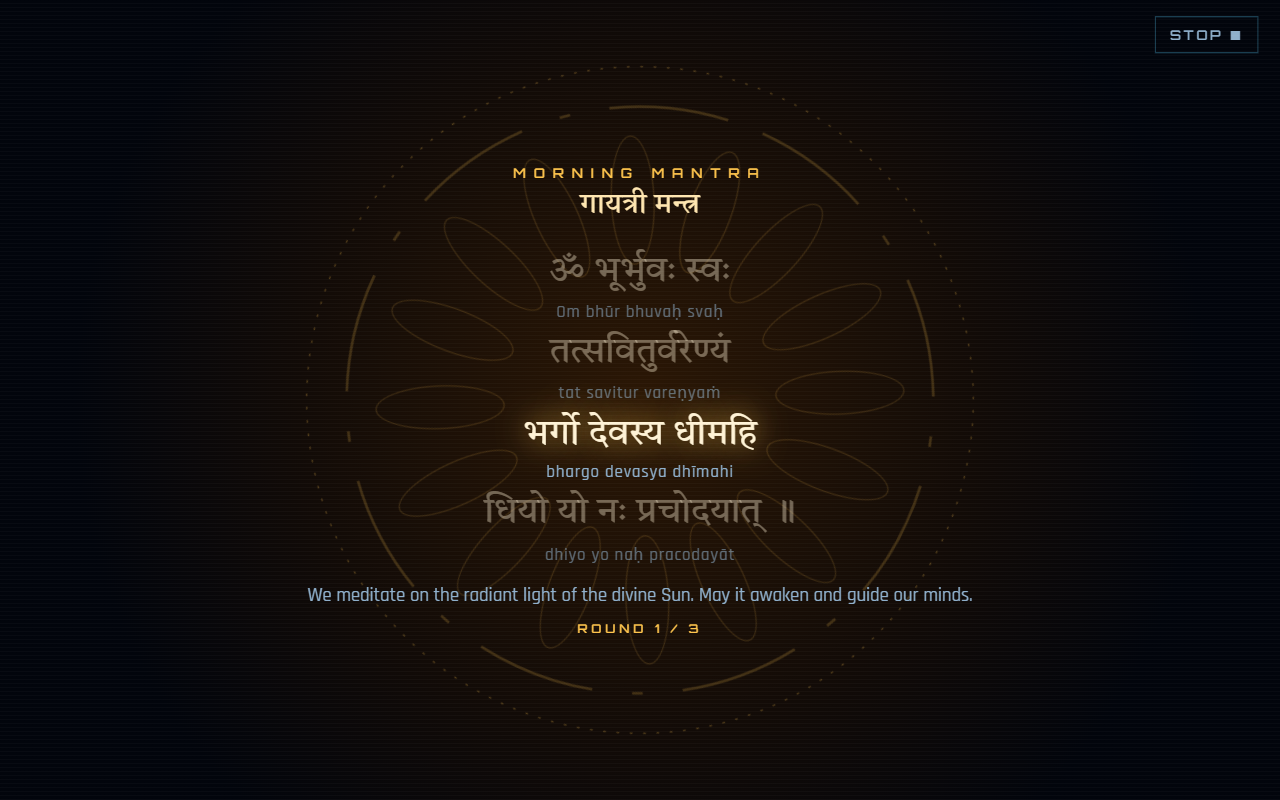 STOP ■
MORNING MANTRA
गायत्री मन्त्र
ॐ भूर्भुवः स्वः
Om bhūr bhuvaḥ svaḥ
तत्सवितुर्वरेण्यं
tat savitur vareṇyaṁ
भर्गो देवस्य धीमहि
bhargo devasya dhīmahi
धियो यो नः प्रचोदयात् ॥
dhiyo yo naḥ pracodayāt
We meditate on the radiant light of the divine Sun. May it awaken and guide our minds.
ROUND 1 / 3